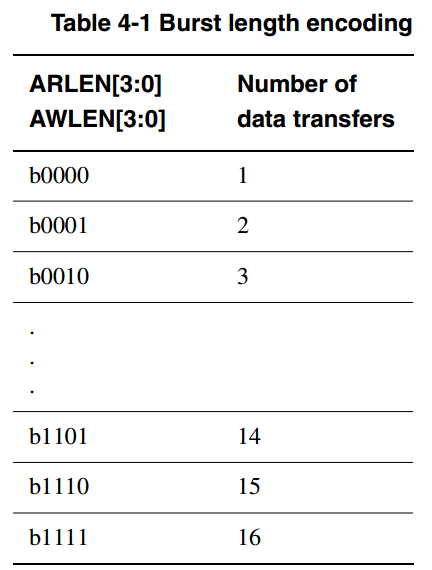 Table 4-1 Burst length encoding
ARLEN[3:0] Number of
AWLEN[3:0] data transfers
b0000 1
b0001 2
b0010 3
.
.
.
b1101 14
b1110 15
b1111 16